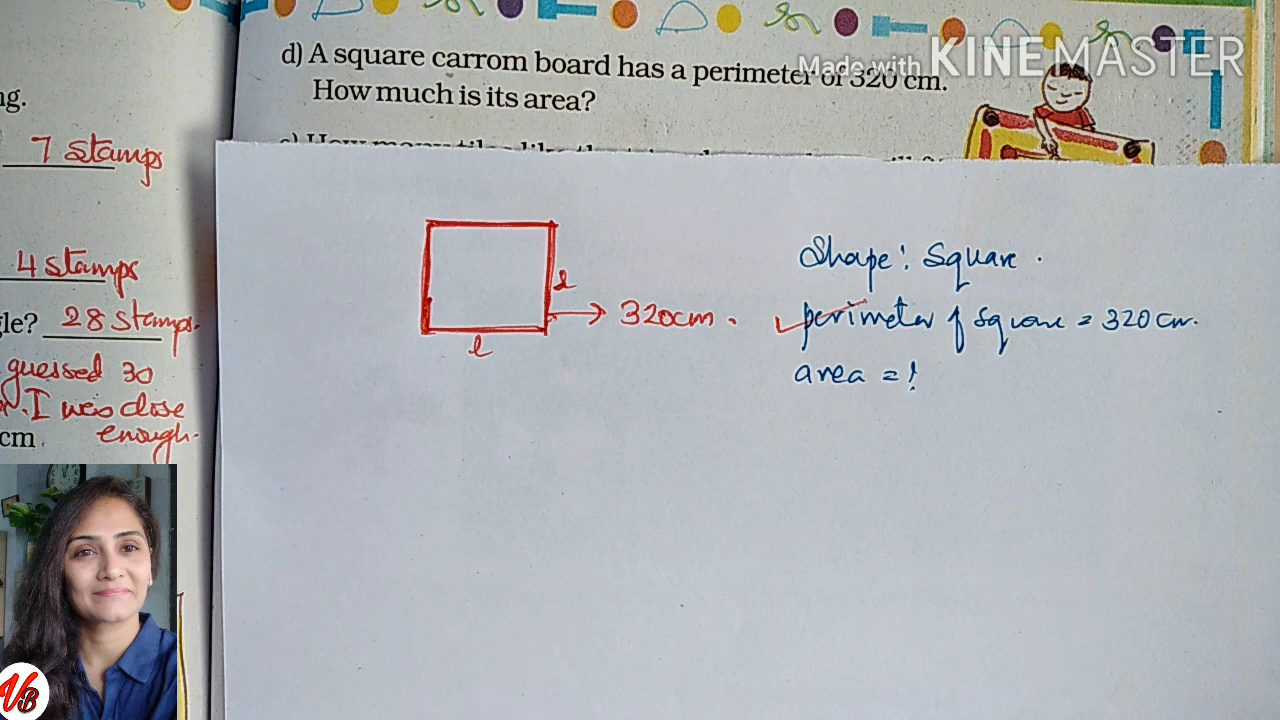 d) A square carrom board has a perimeter of 320 cm.
How much is its area?
Made with KINEMASTER
ng.
7 stamps
4 stamps
gle? 28 stamps.
guessed 30
I was close
enough.
cm
l
l
320cm.
Shape: Square.
perimeter of square = 320 cm.
area = ?
VB